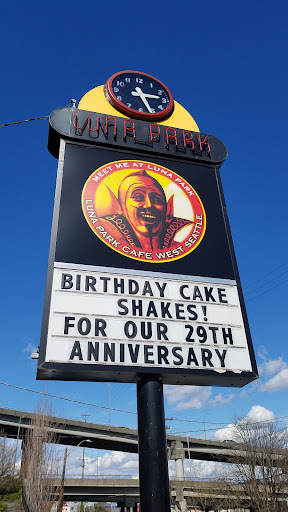 LUNA PARK
MEET ME AT LUNA PARK
LUNA PARK CAFE WEST SEATTLE
BIRTHDAY CAKE
SHAKES!
FOR OUR 29TH
ANNIVERSARY